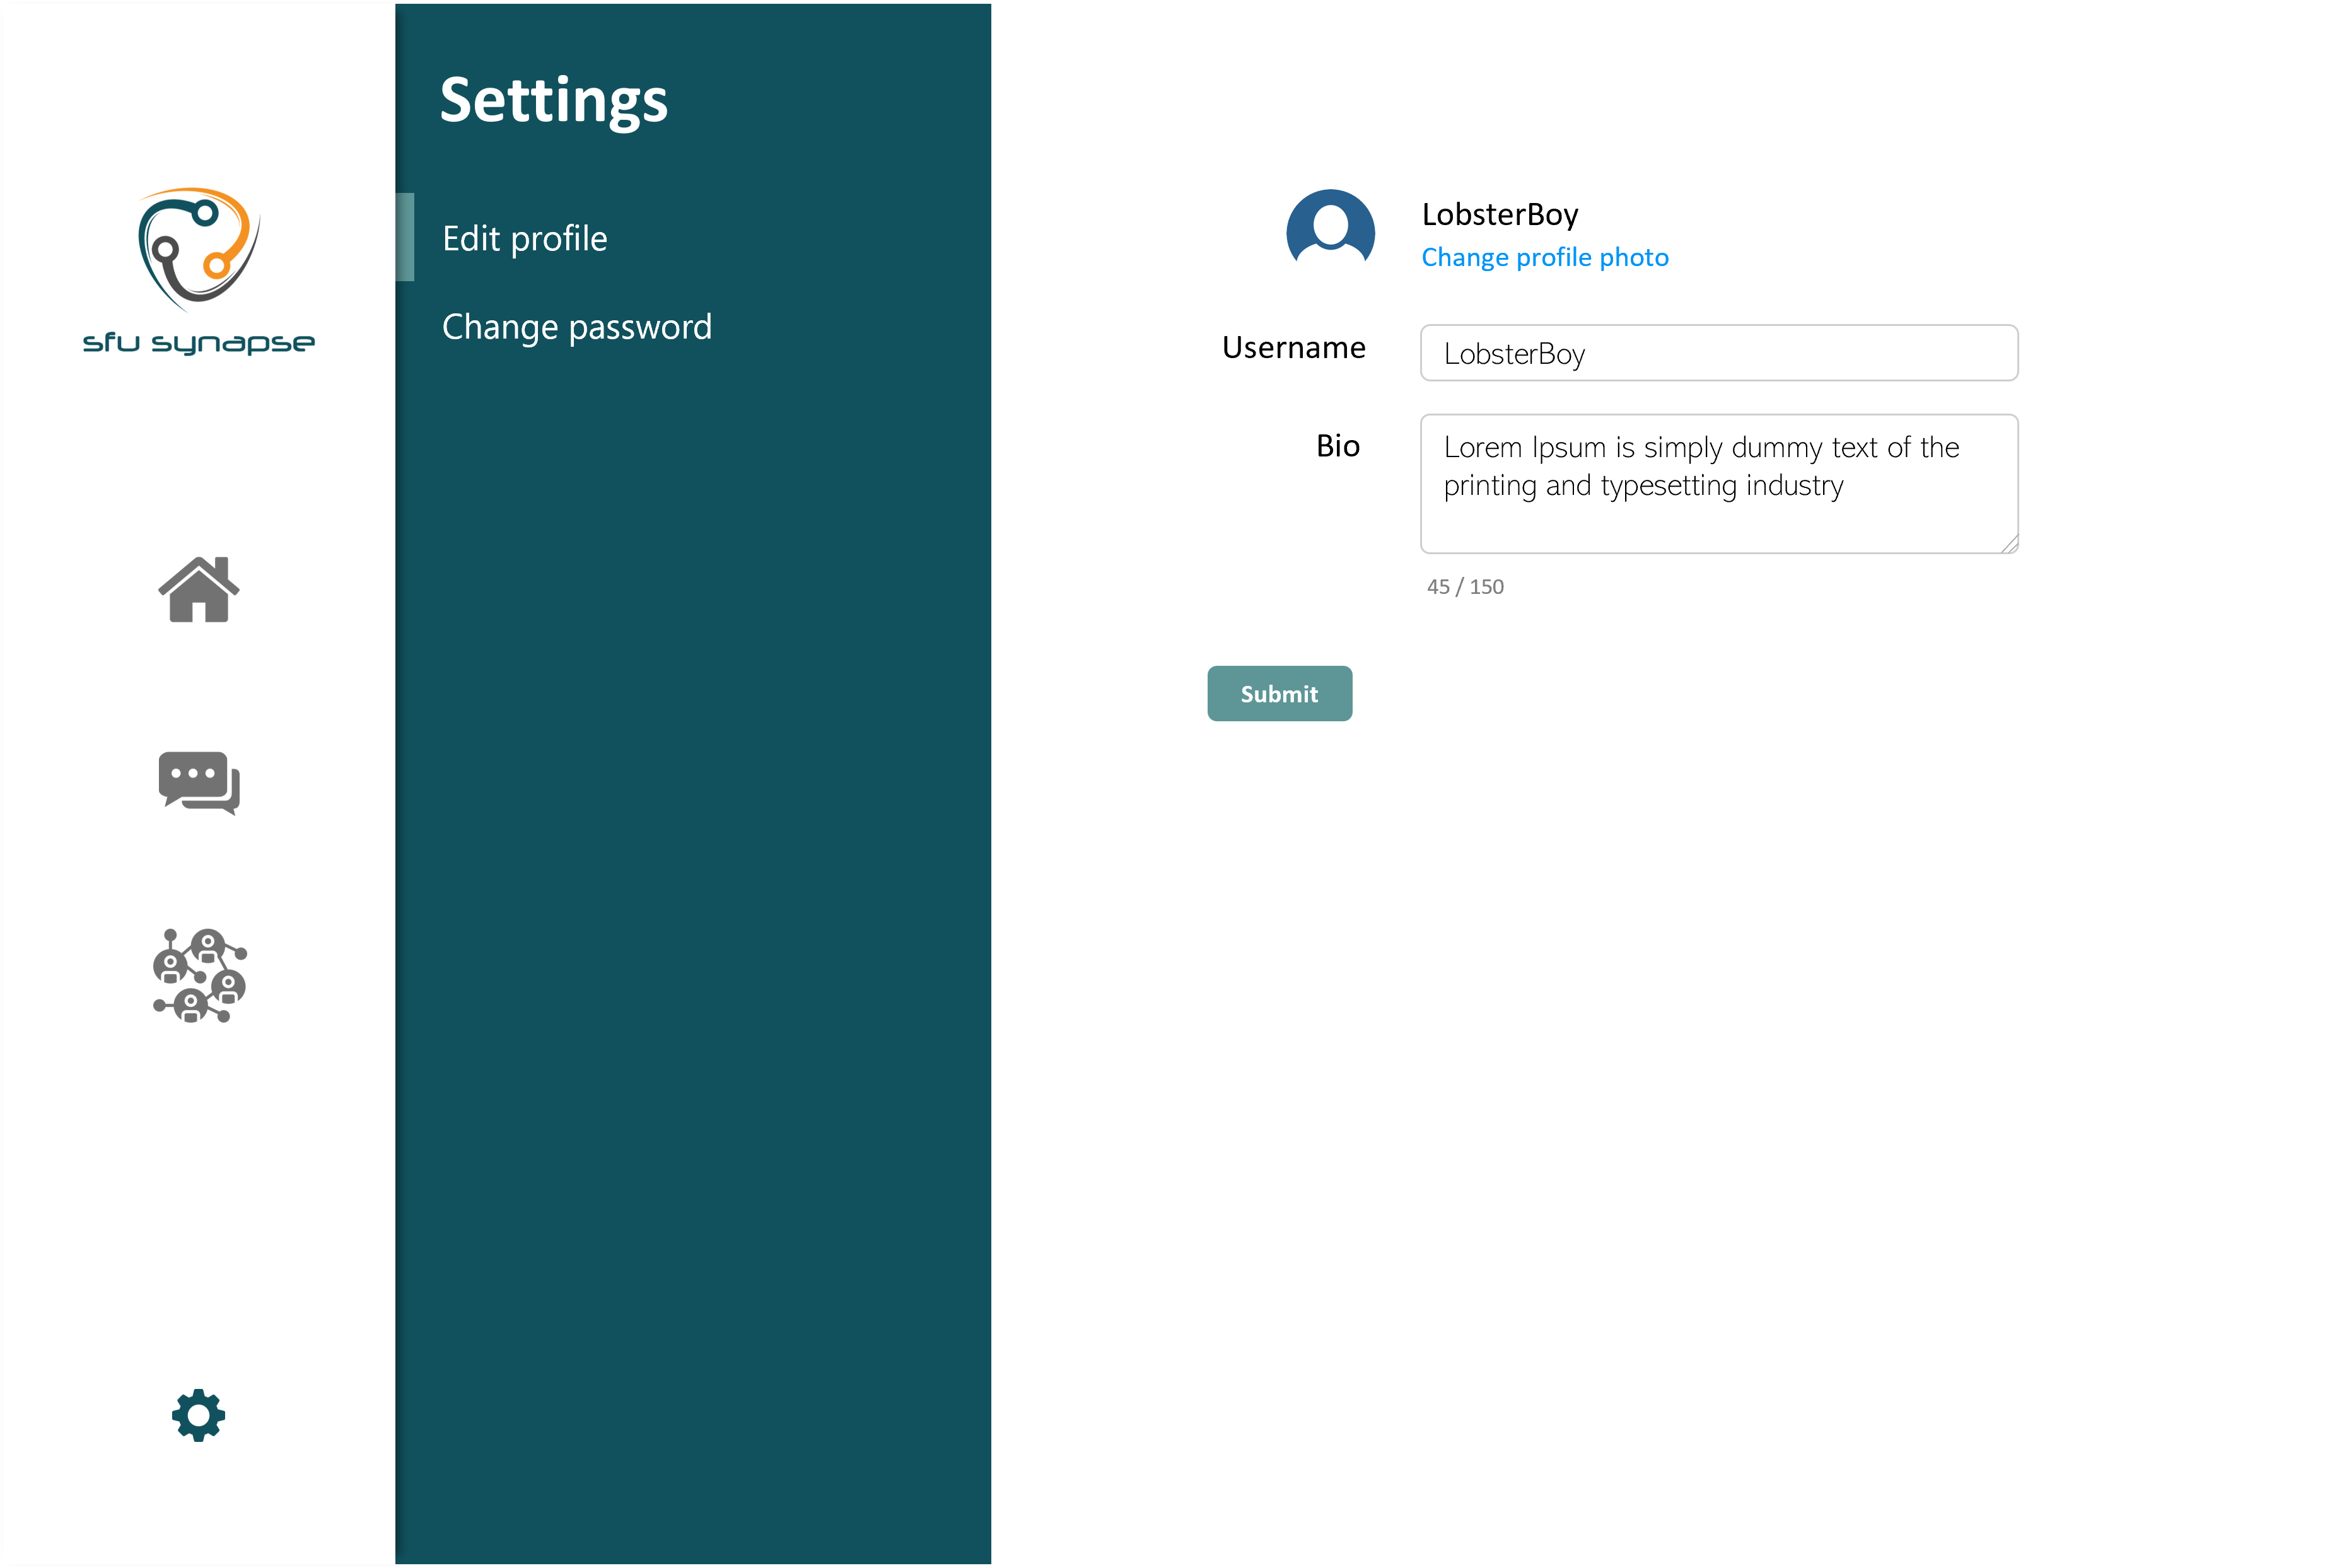 sfu synapse
Settings
Edit profile
Change password
LobsterBoy
Change profile photo
Username
LobsterBoy
Bio
Lorem Ipsum is simply dummy text of the
printing and typesetting industry
45 / 150
Submit